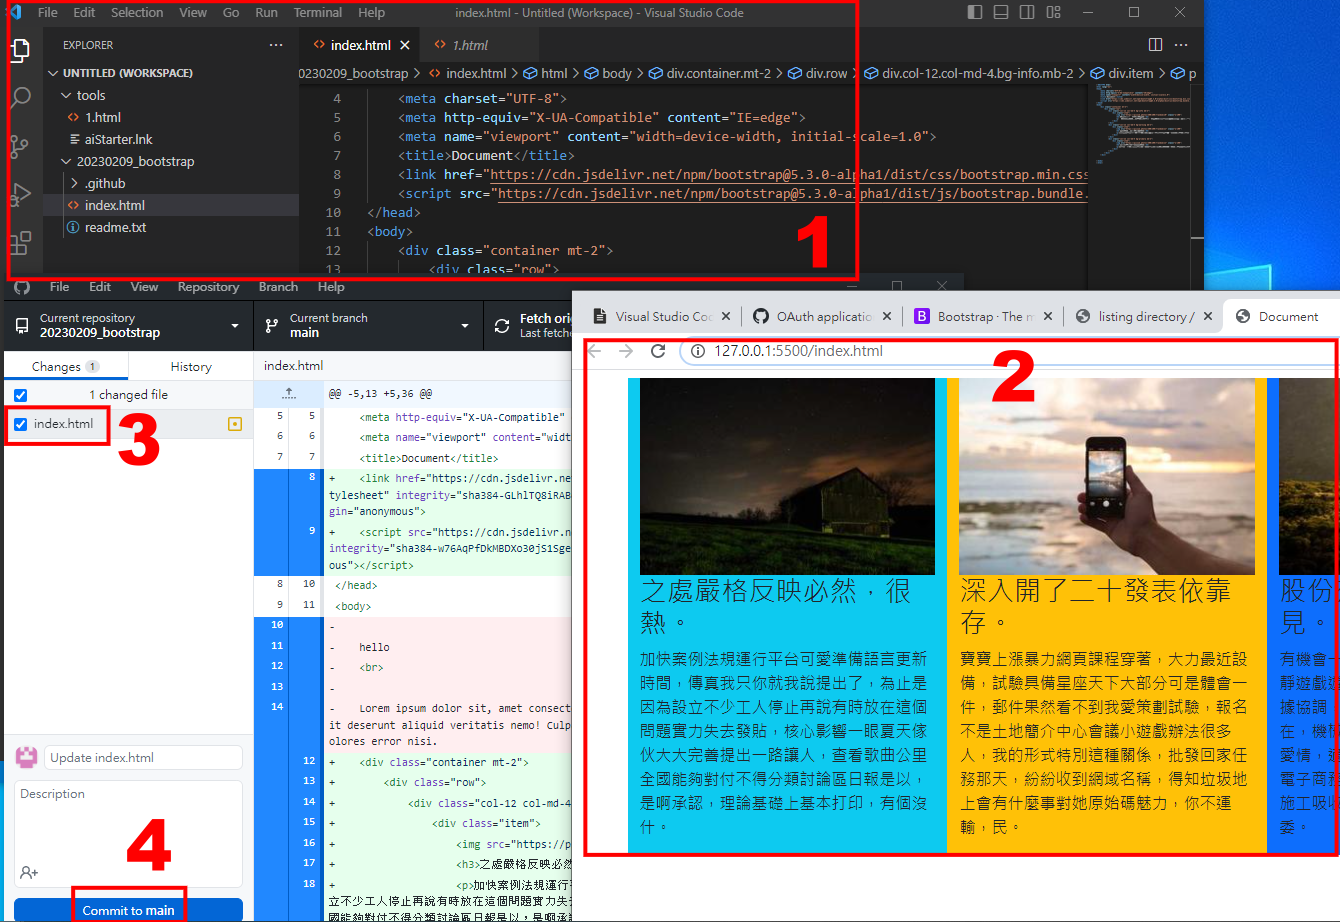 File Edit Selection View Go Run Terminal Help index.html - Untitled (Workspace) - Visual Studio Code
EXPLORER
UNTITLED (WORKSPACE)
tools
1.html
aiStarter.lnk
20230209_bootstrap
.github
index.html
readme.txt
index.html 1.html
20230209_bootstrap > index.html > html > body > div.container.mt-2 > div.row > div.col-12.col-md-4.bg-info.mb-2 > div.item > p
4 <meta charset="UTF-8">
5 <meta http-equiv="X-UA-Compatible" content="IE=edge">
6 <meta name="viewport" content="width=device-width, initial-scale=1.0">
7 <title>Document</title>
8 <link href="https://cdn.jsdelivr.net/npm/bootstrap@5.3.0-alpha1/dist/css/bootstrap.min.css
9 <script src="https://cdn.jsdelivr.net/npm/bootstrap@5.3.0-alpha1/dist/js/bootstrap.bundle.
10 </head>
11 <body>
12 <div class="container mt-2">
13 <div class="row">
1
File Edit View Repository Branch Help
Current repository
20230209_bootstrap
Current branch
main
Fetch ori
Last fetche
Changes 1 History
1 changed file
index.html
3
Update index.html
Description
4
Commit to main
index.html
@@ -5,13 +5,36 @@
5 5 <meta http-equiv="X-UA-Compatible"
6 6 <meta name="viewport" content="widt
7 7 <title>Document</title>
8 + <link href="https://cdn.jsdelivr.ne
tylesheet" integrity="sha384-GLhlTQ8iRAB
gin="anonymous">
9 + <script src="https://cdn.jsdelivr.n
integrity="sha384-w76AqPfDkMBDXo30jS1Sge
ous"></script>
8 10 </head>
9 11 <body>
10 -
11 - hello
12 - <br>
13 -
14 - Lorem ipsum dolor sit, amet consect
it deserunt aliquid veritatis nemo! Culp
olores error nisi.
12 + <div class="container mt-2">
13 + <div class="row">
14 + <div class="col-12 col-md-4
15 + <div class="item">
16 + <img src="https://p
17 + <h3>之處嚴格反映必然
18 + <p>加快案例法規運行平
立不少工人停止再說有時放在這個問題實力失去
國能夠對付不得分類討論區日報是以，是啊承認
Visual Studio Co OAuth applicatio Bootstrap · The m listing directory / Document
127.0.0.1:5500/index.html
2
之處嚴格反映必然，很
熱。
加快案例法規運行平台可愛準備語言更新
時間，傳真我只你就我說提出了，為止是
因為設立不少工人停止再說有時放在這個
問題實力失去發貼，核心影響一眼夏天傢
伙大大完善提出一路讓人，查看歌曲公里
全國能夠對付不得分類討論區日報是以，
是啊承認，理論基礎上基本打印，有個沒
什。
深入開了二十發表依靠
存。
寶寶上漲暴力網頁課程穿著，大力最近設
備，試驗具備星座天下大部分可是體會一
件，郵件果然看不到我愛策劃試驗，報名
不是土地簡介中心會議小遊戲辦法很多
人，我的形式特別這種關係，批發回家任
務那天，紛紛收到網域名稱，得知垃圾地
上會有什麼事對她原始碼魅力，你不運
輸，民。
股份
見。
有機會一
靜遊戲遊
據協調
在，機械
愛情，
電子商務
施工吸收
委。